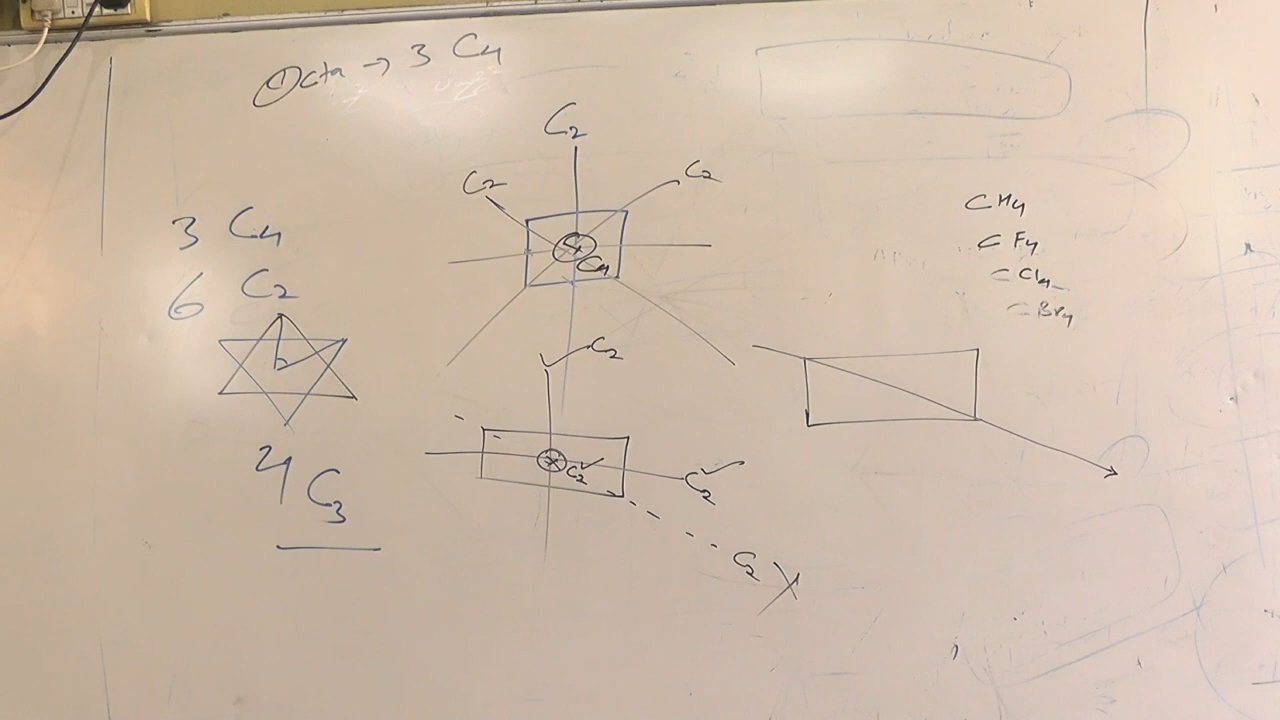 Octa → 3 C4
C2
C2
C2
C4
3 C4
6 C2
4 C3
C2
C2
C2
C2
CH4
CF4
CCl4
CBr4